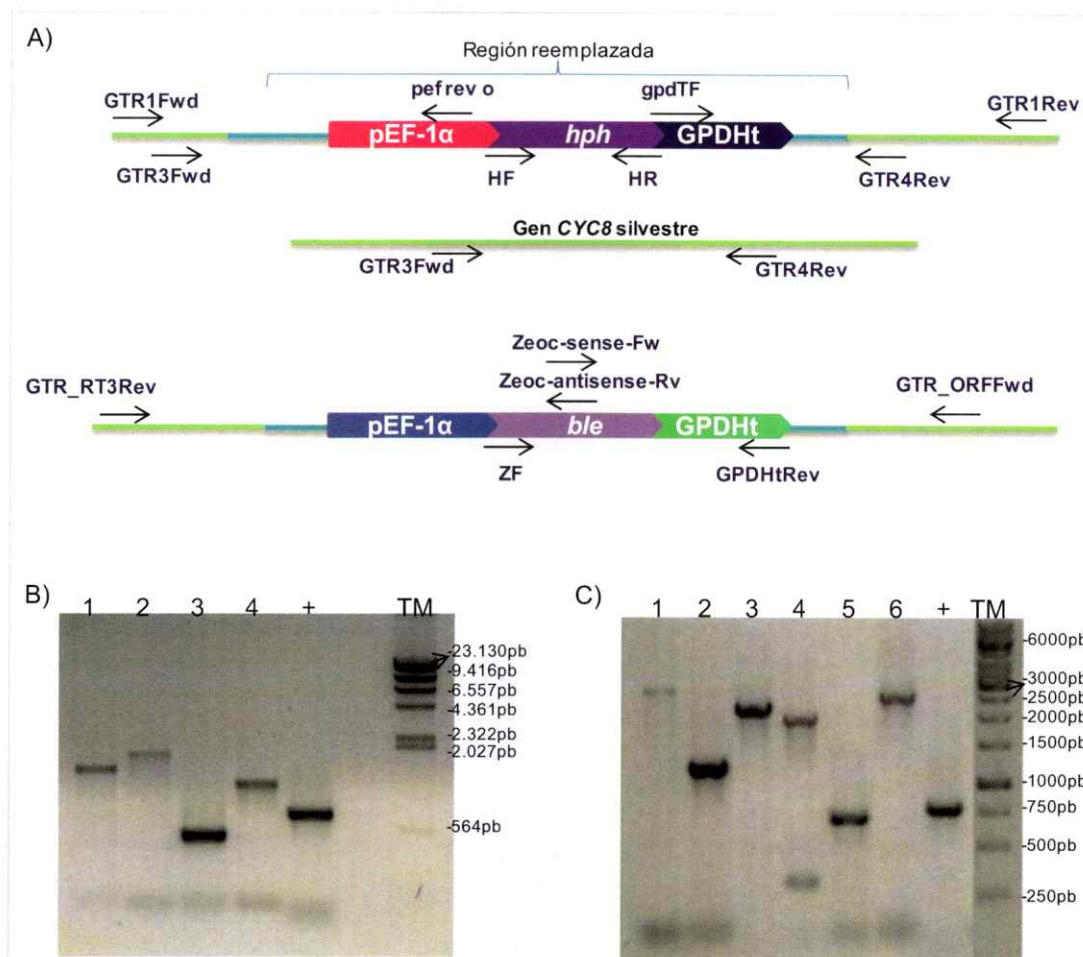 A)
Región reemplazada
pef rev o
gpdTF
GTR1Fwd
GTR1Rev
pEF-1α
hph
GPDHt
GTR3Fwd
HF
HR
GTR4Rev
Gen CYC8 silvestre
GTR3Fwd
GTR4Rev
Zeoc-sense-Fw
Zeoc-antisense-Rv
GTR_RT3Rev
GTR_ORFFwd
pEF-1α
ble
GPDHt
ZF
GPDHtRev
B)
1 2 3 4 + TM
-23.130pb
-9.416pb
-6.557pb
-4.361pb
-2.322pb
-2.027pb
-564pb
C)
1 2 3 4 5 6 + TM
-6000pb
-3000pb
-2500pb
-2000pb
-1500pb
-1000pb
-750pb
-500pb
-250pb